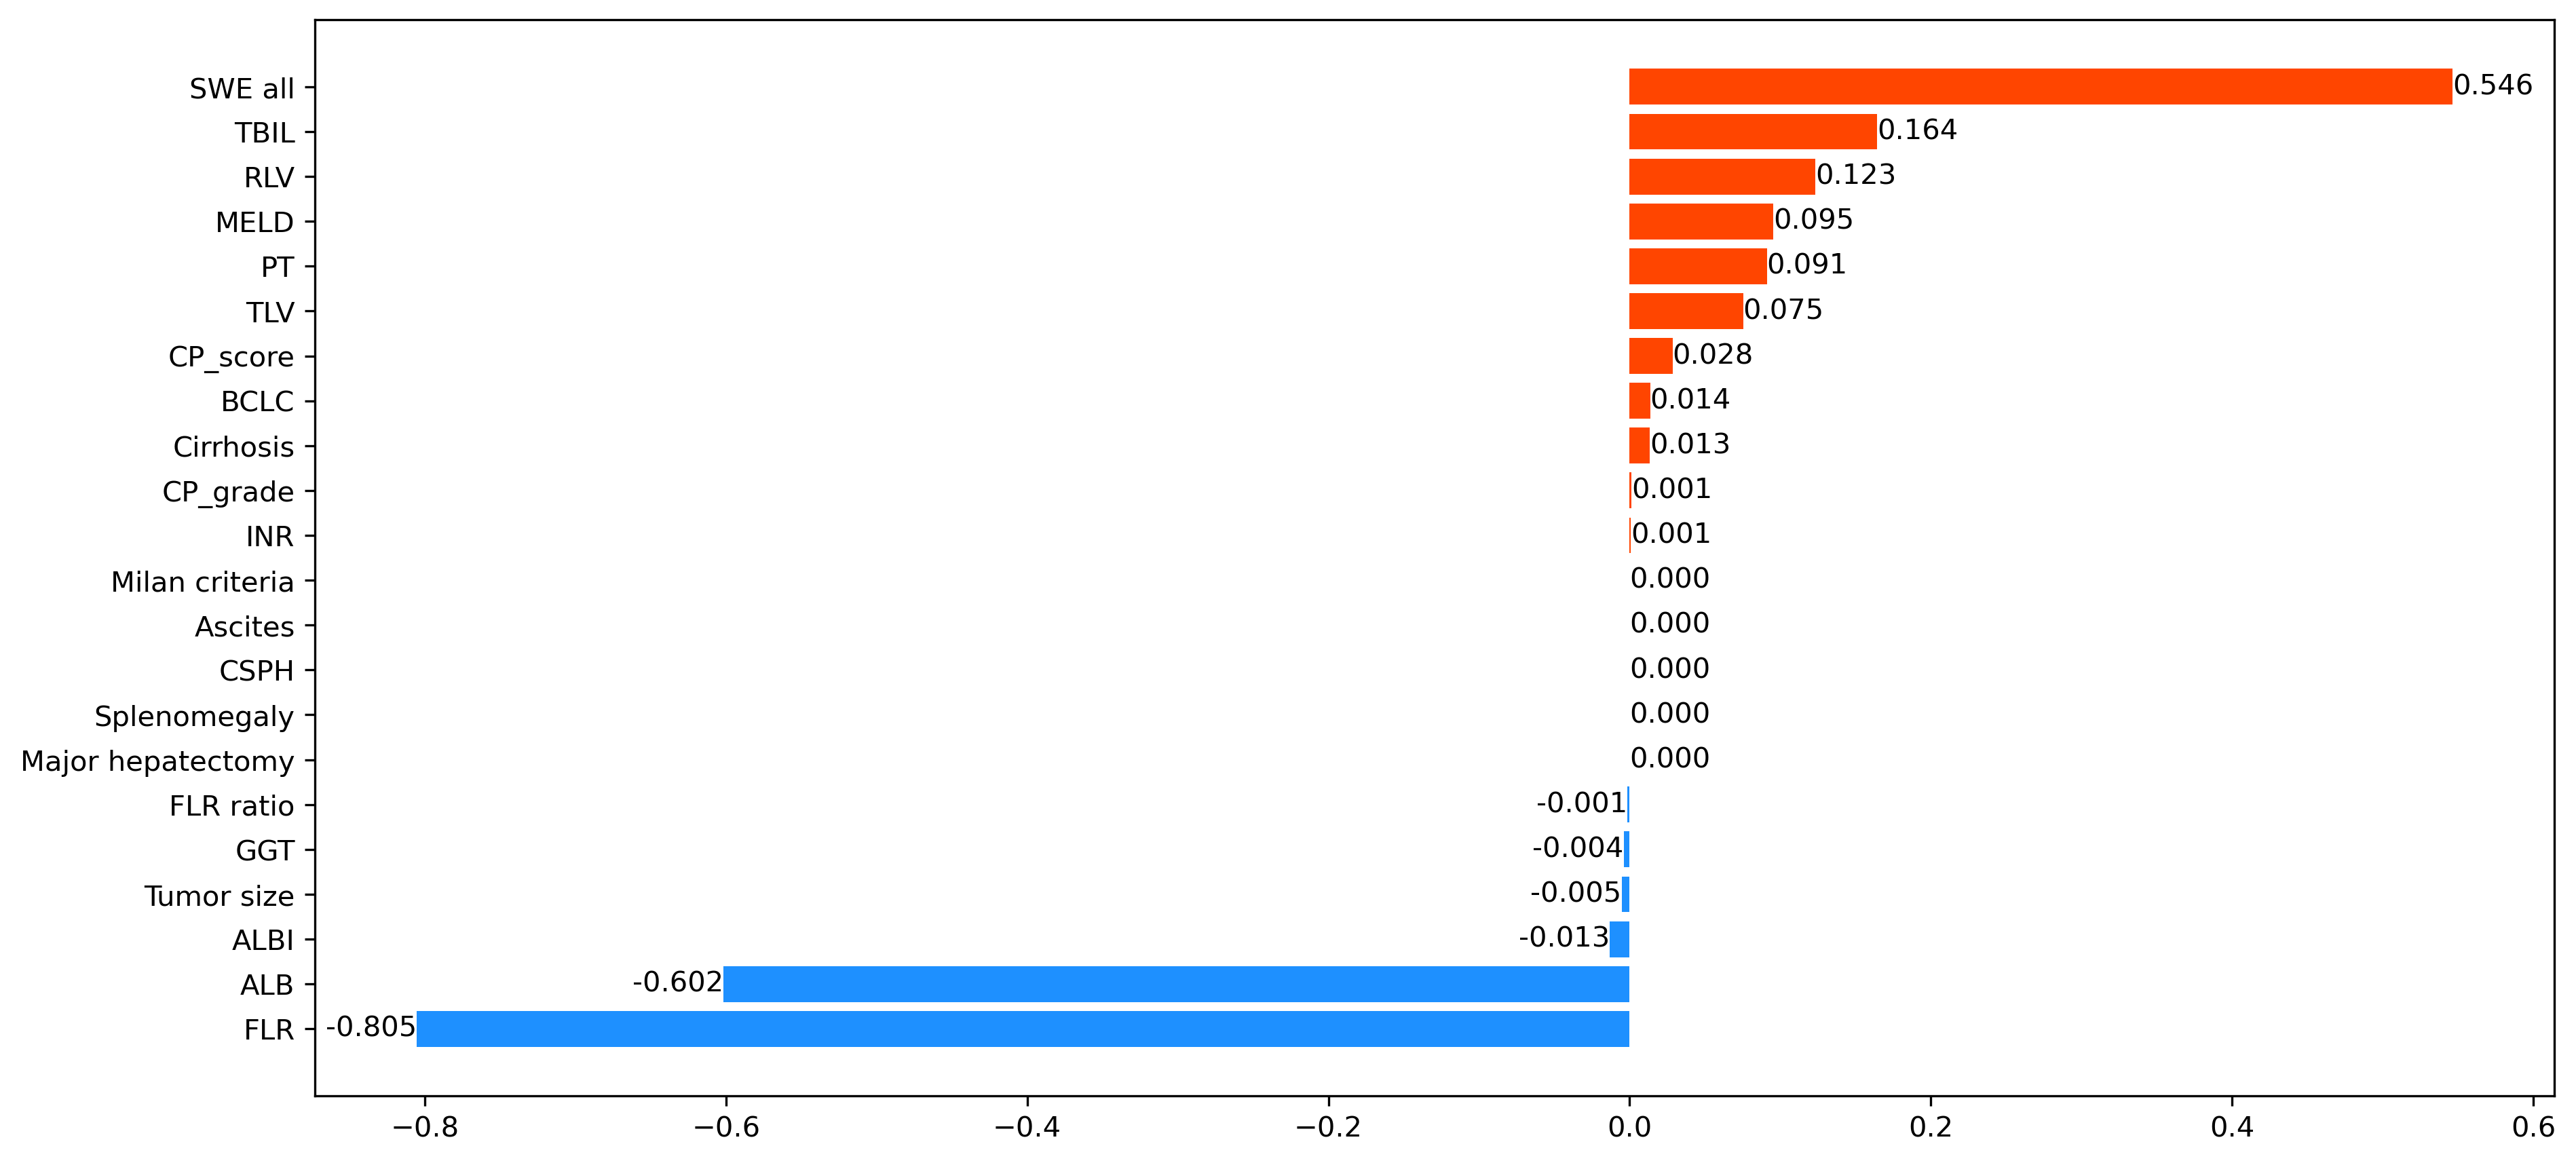 SWE all 0.546
TBIL 0.164
RLV 0.123
MELD 0.095
PT 0.091
TLV 0.075
CP_score 0.028
BCLC 0.014
Cirrhosis 0.013
CP_grade 0.001
INR 0.001
Milan criteria 0.000
Ascites 0.000
CSPH 0.000
Splenomegaly 0.000
Major hepatectomy 0.000
FLR ratio -0.001
GGT -0.004
Tumor size -0.005
ALBI -0.013
ALB -0.602
FLR -0.805
−0.8 −0.6 −0.4 −0.2 0.0 0.2 0.4 0.6